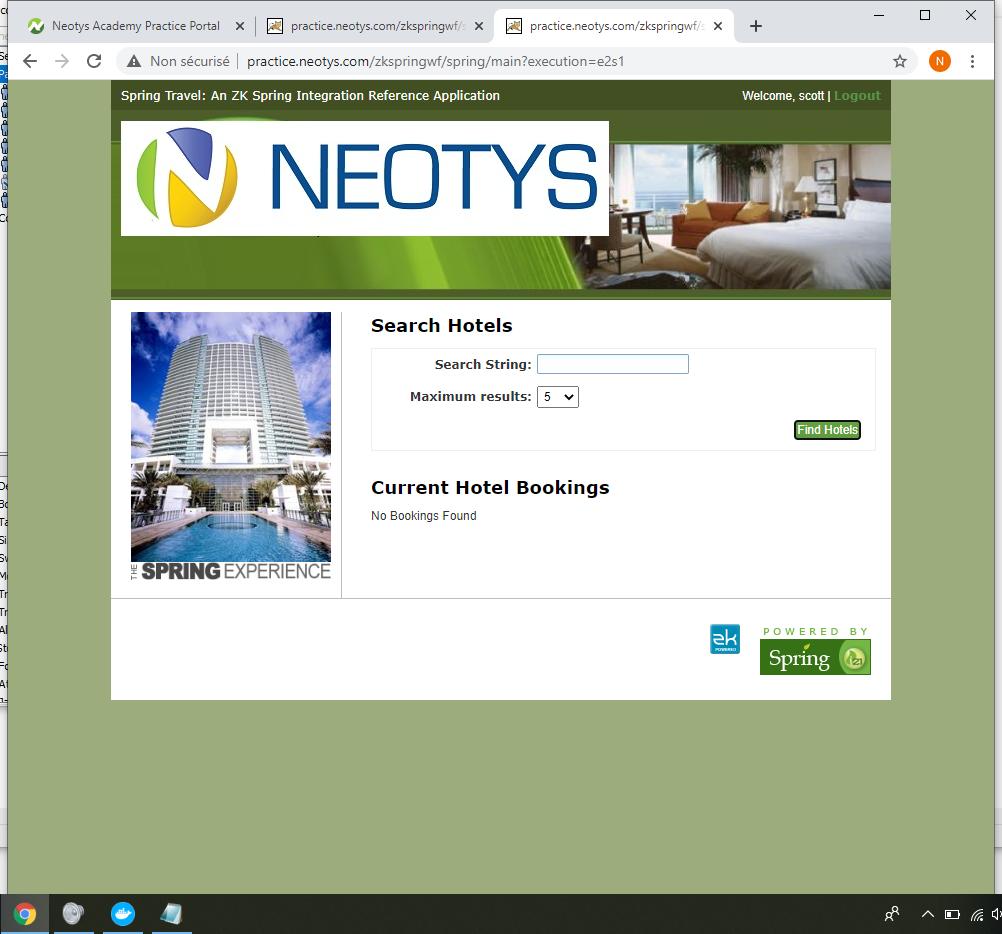 Neotys Academy Practice Portal
practice.neotys.com/zkspringwf/s
practice.neotys.com/zkspringwf/s
Non sécurisé
practice.neotys.com/zkspringwf/spring/main?execution=e2s1
N
Spring Travel: An ZK Spring Integration Reference Application
Welcome, scott | Logout
NEOTYS
Search Hotels
Search String:
Maximum results: 5
Find Hotels
Current Hotel Bookings
No Bookings Found
THE SPRING EXPERIENCE
zk
POWERED
POWERED BY
Spring